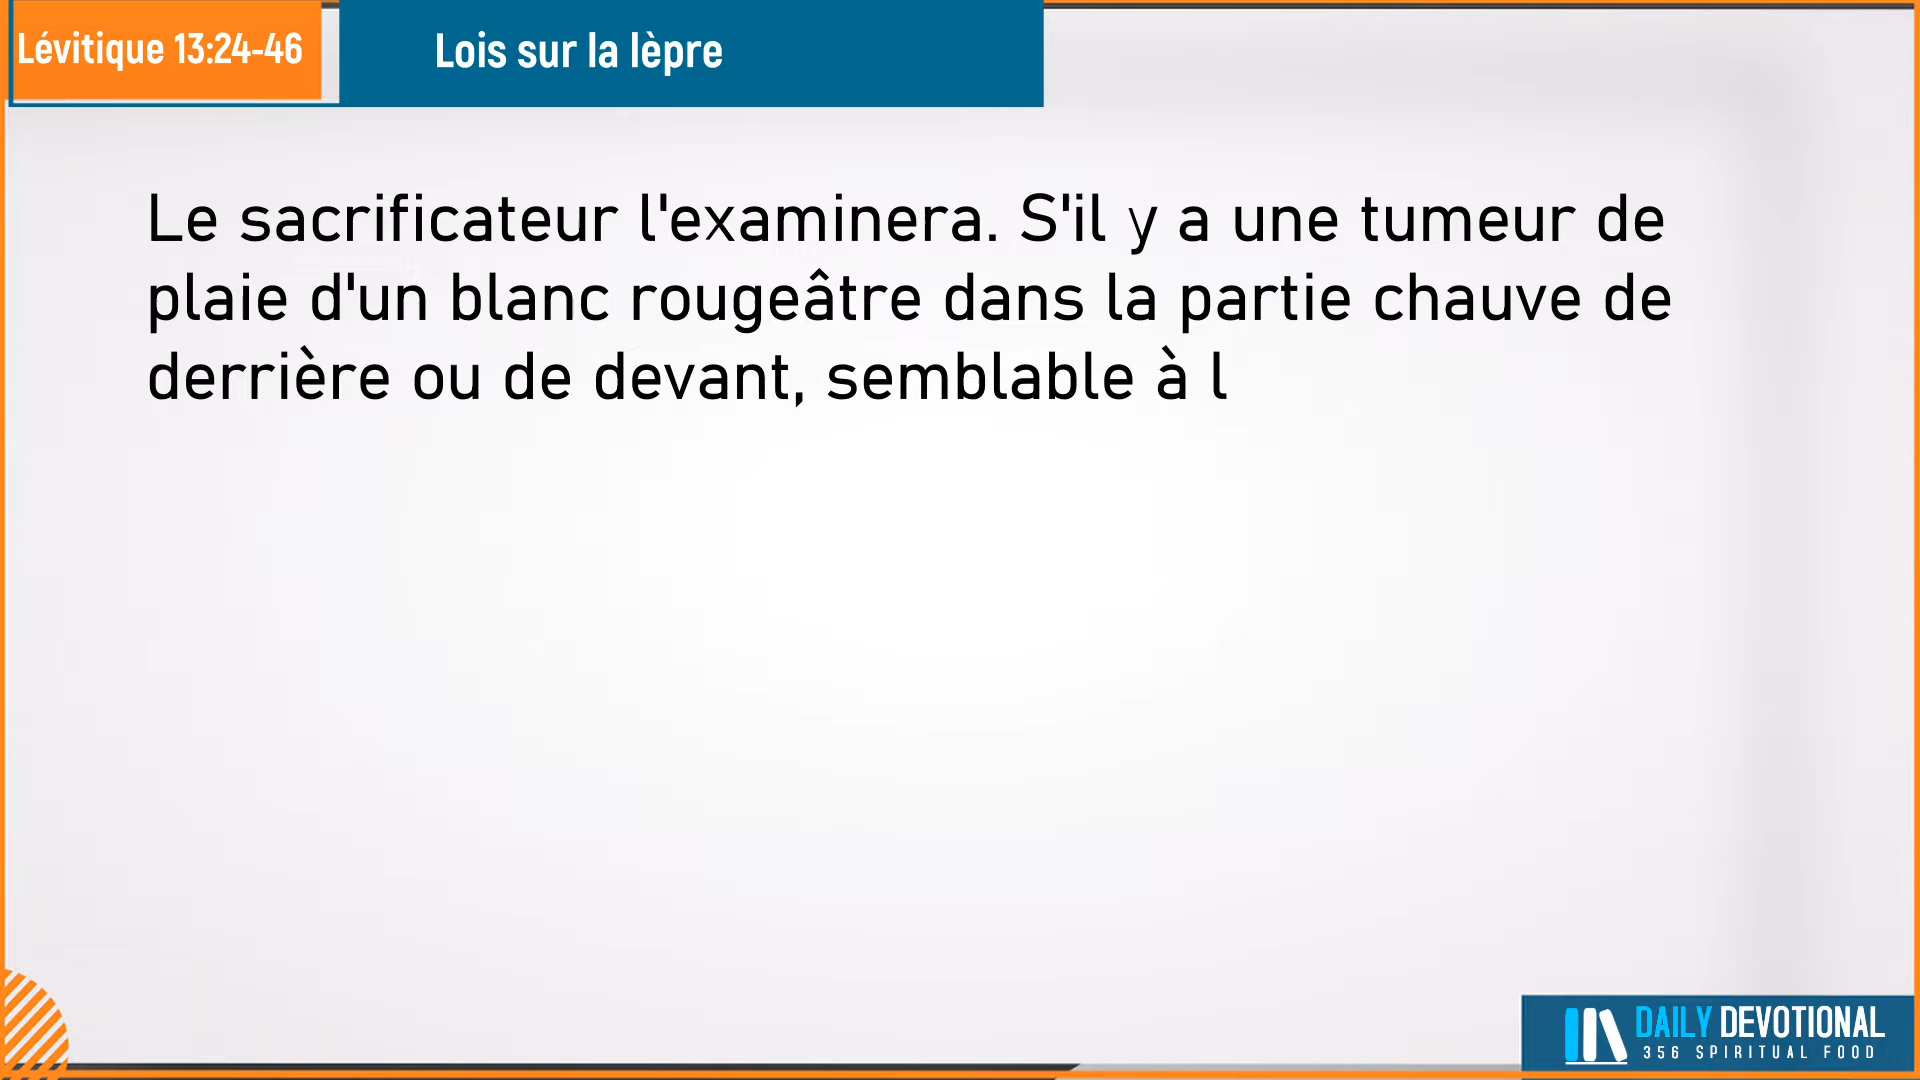 Lévitique 13:24-46
Lois sur la lèpre
Le sacrificateur l'examinera. S'il y a une tumeur de
plaie d'un blanc rougeâtre dans la partie chauve de
derrière ou de devant, semblable à l
DAILY DEVOTIONAL
356 SPIRITUAL FOOD